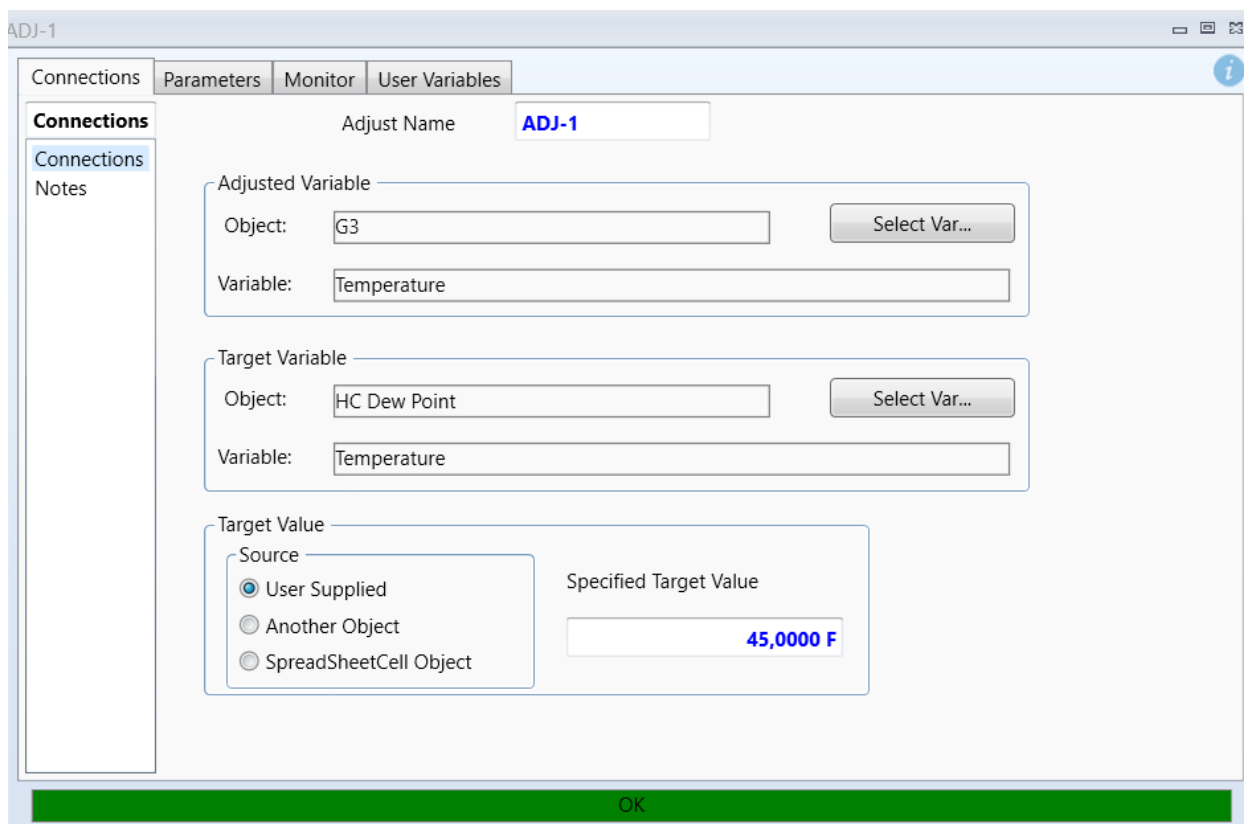 ADJ-1
Connections Parameters Monitor User Variables
Connections
Connections
Notes
Adjust Name ADJ-1
Adjusted Variable
Object: G3 Select Var...
Variable: Temperature
Target Variable
Object: HC Dew Point Select Var...
Variable: Temperature
Target Value
Source
User Supplied
Another Object
SpreadSheetCell Object
Specified Target Value
45,0000 F
OK